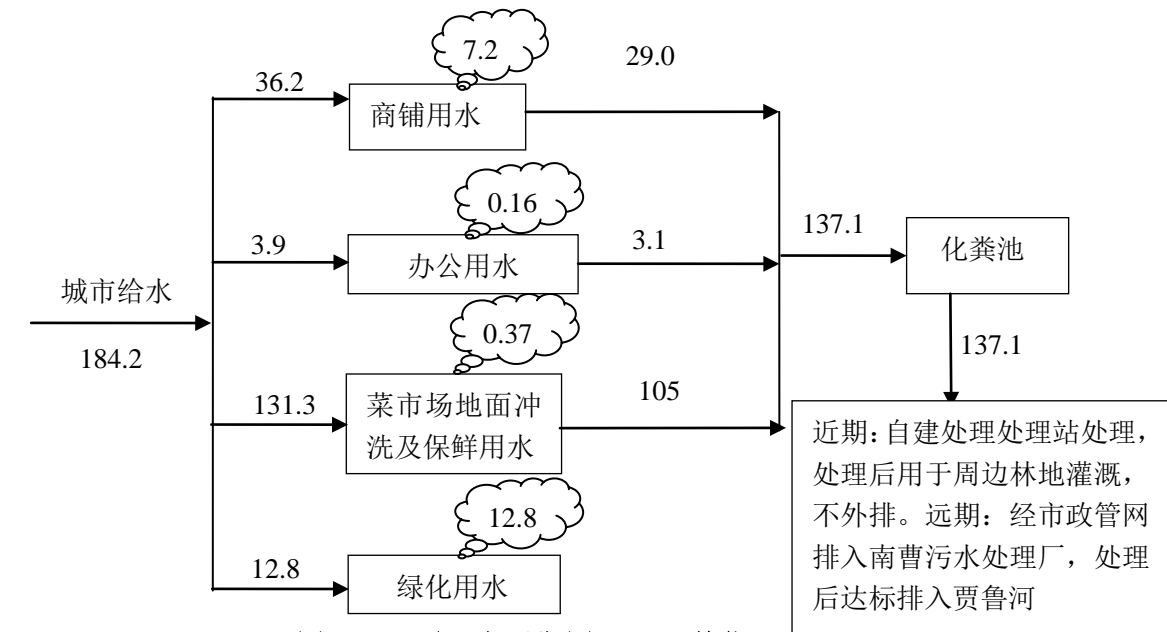 7.2
29.0
36.2
商铺用水
0.16
3.9
办公用水
3.1
137.1
化粪池
城市给水
184.2
0.37
137.1
131.3
菜市场地面冲
洗及保鲜用水
105
近期：自建处理处理站处理，
处理后用于周边林地灌溉，
不外排。远期：经市政管网
排入南曹污水处理厂，处理
后达标排入贾鲁河
12.8
12.8
绿化用水